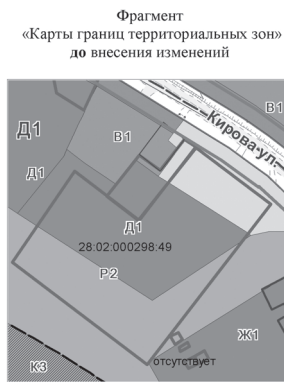 Фрагмент
«Карты границ территориальных зон»
до внесения изменений
В1
Кирова ул.
Д1
В1
Д1
Д1
28:02:000298:49
Р2
Ж1
отсутствует
К3